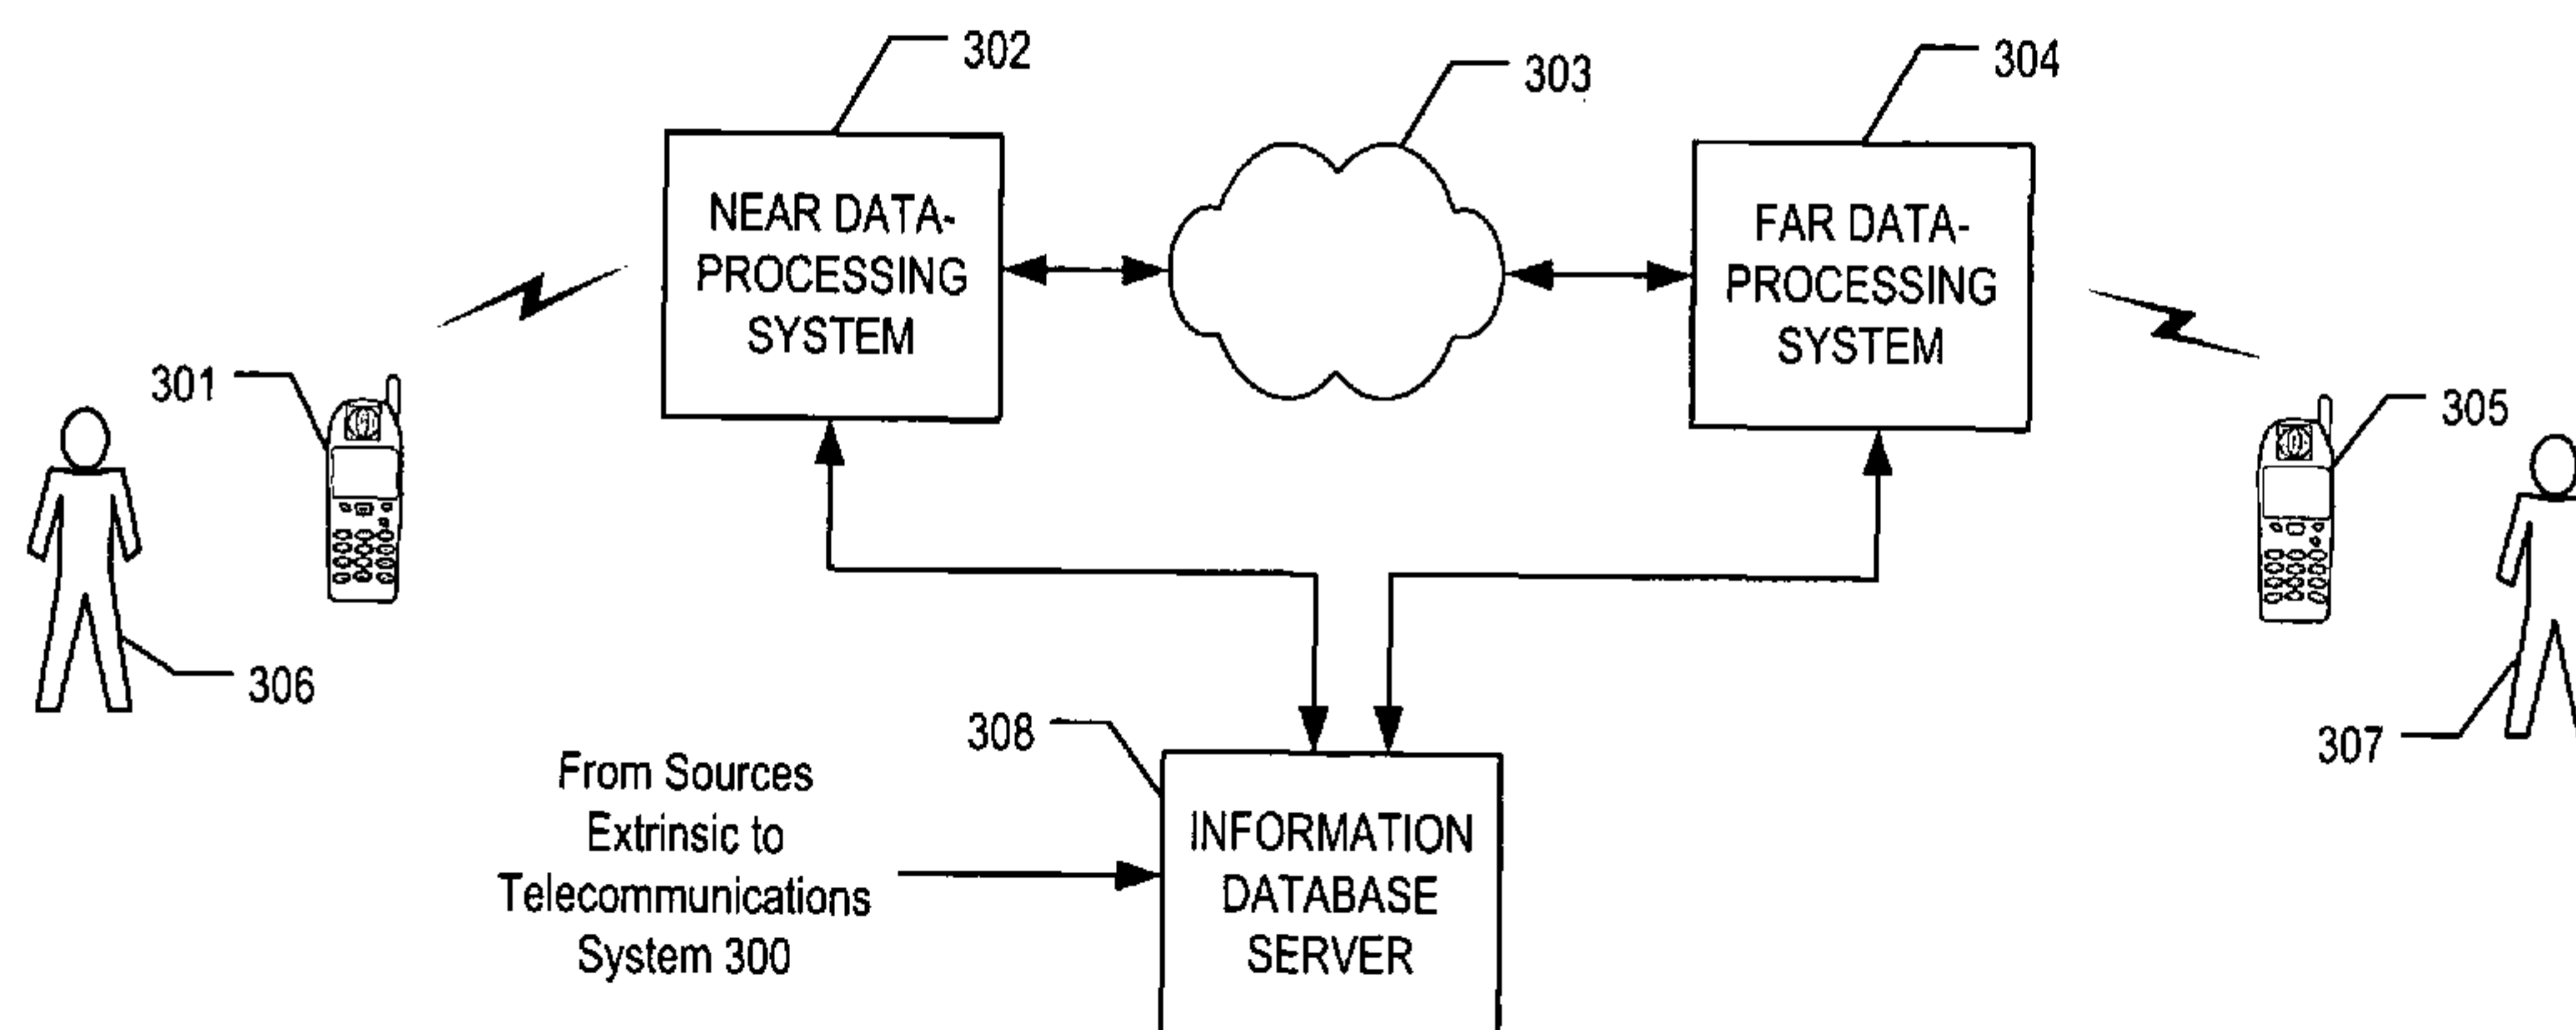 302
303
304
NEAR DATA-
PROCESSING
SYSTEM
FAR DATA-
PROCESSING
SYSTEM
301
305
306
307
308
From Sources
Extrinsic to
Telecommunications
System 300
INFORMATION
DATABASE
SERVER